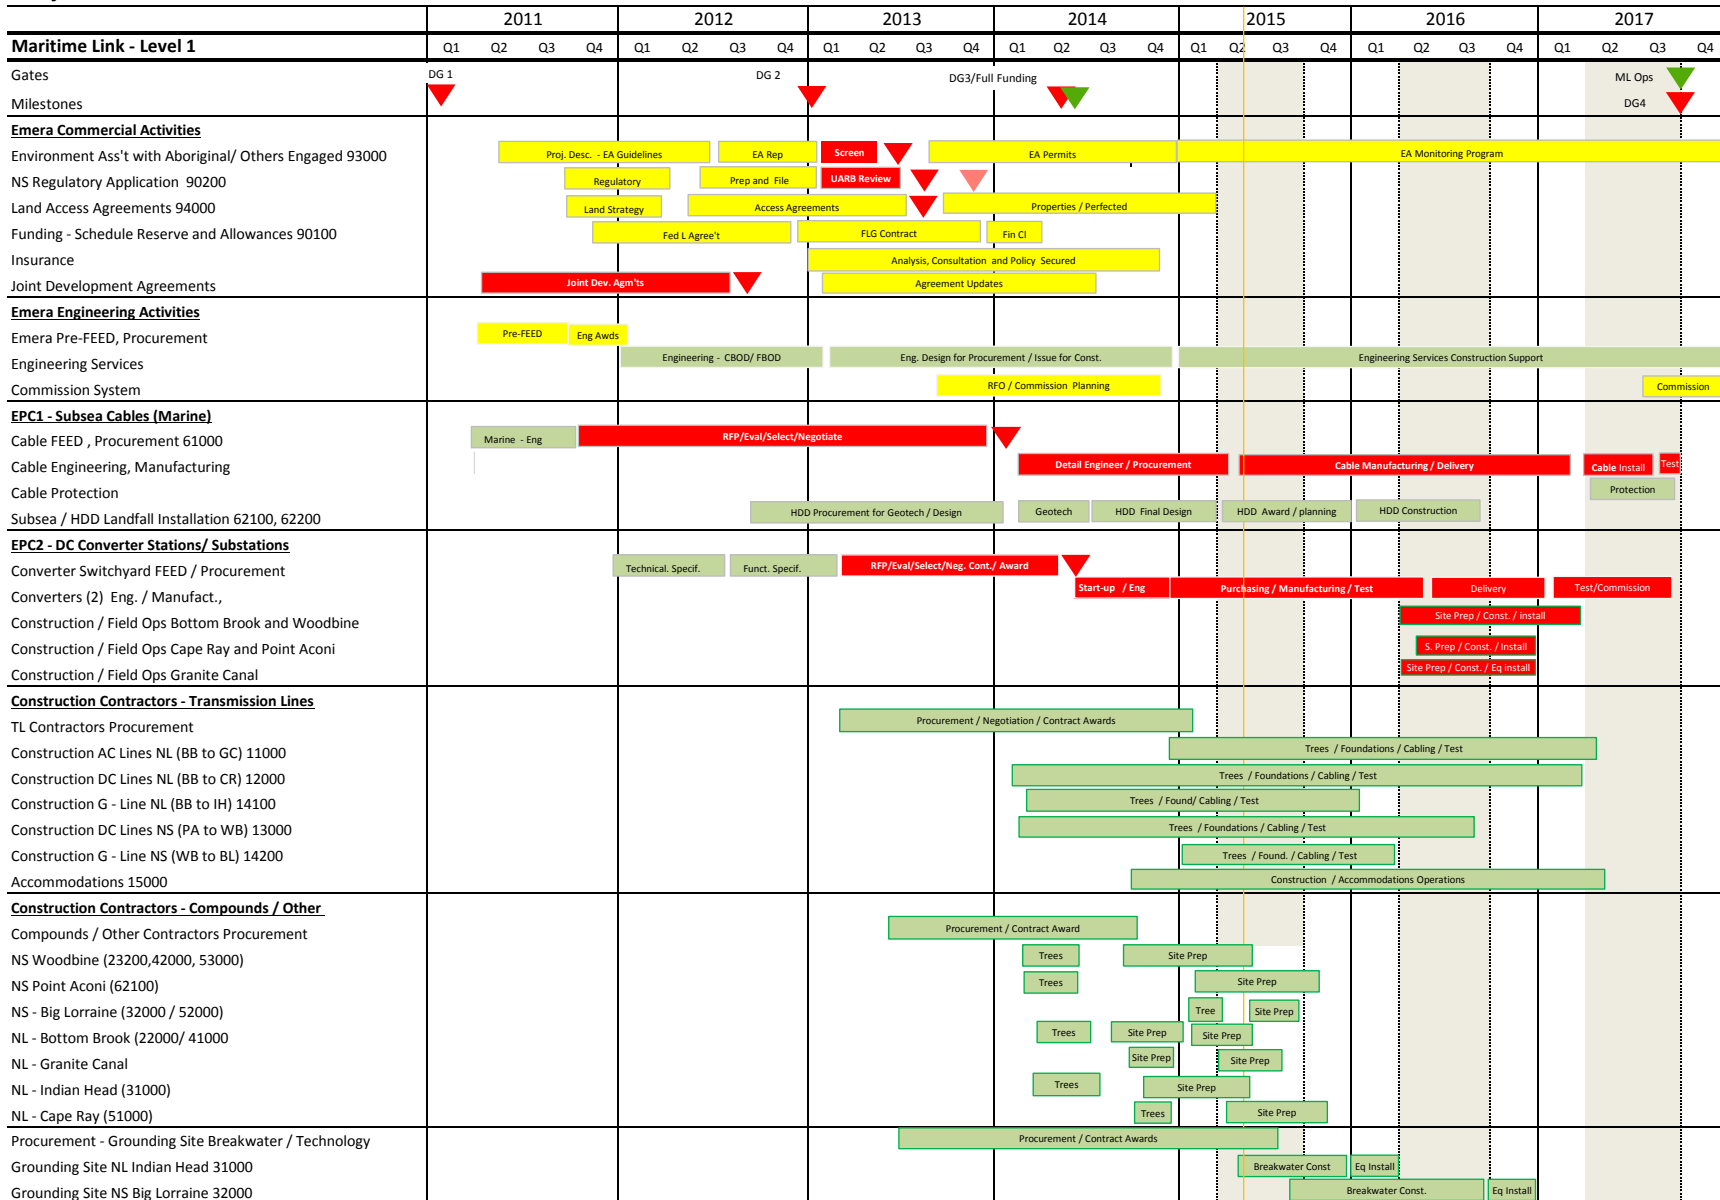 2011 2012 2013 2014 2015 2016 2017
Maritime Link - Level 1 Q1 Q2 Q3 Q4 Q1 Q2 Q3 Q4 Q1 Q2 Q3 Q4 Q1 Q2 Q3 Q4 Q1 Q2 Q3 Q4 Q1 Q2 Q3 Q4 Q1 Q2 Q3 Q4
Gates DG 1 DG 2 DG3/Full Funding ML Ops
Milestones DG4
Emera Commercial Activities
Environment Ass't with Aboriginal/ Others Engaged 93000 Proj. Desc. - EA Guidelines EA Rep Screen EA Permits EA Monitoring Program
NS Regulatory Application 90200 Regulatory Prep and File UARB Review
Land Access Agreements 94000 Land Strategy Access Agreements Properties / Perfected
Funding - Schedule Reserve and Allowances 90100 Fed L Agree't FLG Contract Fin Cl
Insurance Analysis, Consultation and Policy Secured
Joint Development Agreements Joint Dev. Agm'ts Agreement Updates
Emera Engineering Activities
Emera Pre-FEED, Procurement Pre-FEED Eng Awds
Engineering Services Engineering - CBOD/ FBOD Eng. Design for Procurement / Issue for Const. Engineering Services Construction Support
Commission System RFO / Commission Planning Commission
EPC1 - Subsea Cables (Marine)
Cable FEED , Procurement 61000 Marine - Eng RFP/Eval/Select/Negotiate
Cable Engineering, Manufacturing Detail Engineer / Procurement Cable Manufacturing / Delivery Cable Install Test
Cable Protection Protection
Subsea / HDD Landfall Installation 62100, 62200 HDD Procurement for Geotech / Design Geotech HDD Final Design HDD Award / planning HDD Construction
EPC2 - DC Converter Stations/ Substations
Converter Switchyard FEED / Procurement Technical. Specif. Funct. Specif. RFP/Eval/Select/Neg. Cont./ Award
Converters (2) Eng. / Manufact., Start-up / Eng Purchasing / Manufacturing / Test Delivery Test/Commission
Construction / Field Ops Bottom Brook and Woodbine Site Prep / Const. / install
Construction / Field Ops Cape Ray and Point Aconi S. Prep / Const. / Install
Construction / Field Ops Granite Canal Site Prep / Const. / Eq install
Construction Contractors - Transmission Lines
TL Contractors Procurement Procurement / Negotiation / Contract Awards
Construction AC Lines NL (BB to GC) 11000 Trees / Foundations / Cabling / Test
Construction DC Lines NL (BB to CR) 12000 Trees / Foundations / Cabling / Test
Construction G - Line NL (BB to IH) 14100 Trees / Found/ Cabling / Test
Construction DC Lines NS (PA to WB) 13000 Trees / Foundations / Cabling / Test
Construction G - Line NS (WB to BL) 14200 Trees / Found. / Cabling / Test
Accommodations 15000 Construction / Accommodations Operations
Construction Contractors - Compounds / Other
Compounds / Other Contractors Procurement Procurement / Contract Award
NS Woodbine (23200,42000, 53000) Trees Site Prep
NS Point Aconi (62100) Trees Site Prep
NS - Big Lorraine (32000 / 52000) Tree Site Prep
NL - Bottom Brook (22000/ 41000 Trees Site Prep Site Prep
NL - Granite Canal Site Prep Site Prep
NL - Indian Head (31000) Trees Site Prep
NL - Cape Ray (51000) Trees Site Prep
Procurement - Grounding Site Breakwater / Technology Procurement / Contract Awards
Grounding Site NL Indian Head 31000 Breakwater Const Eq Install
Grounding Site NS Big Lorraine 32000 Breakwater Const. Eq Install